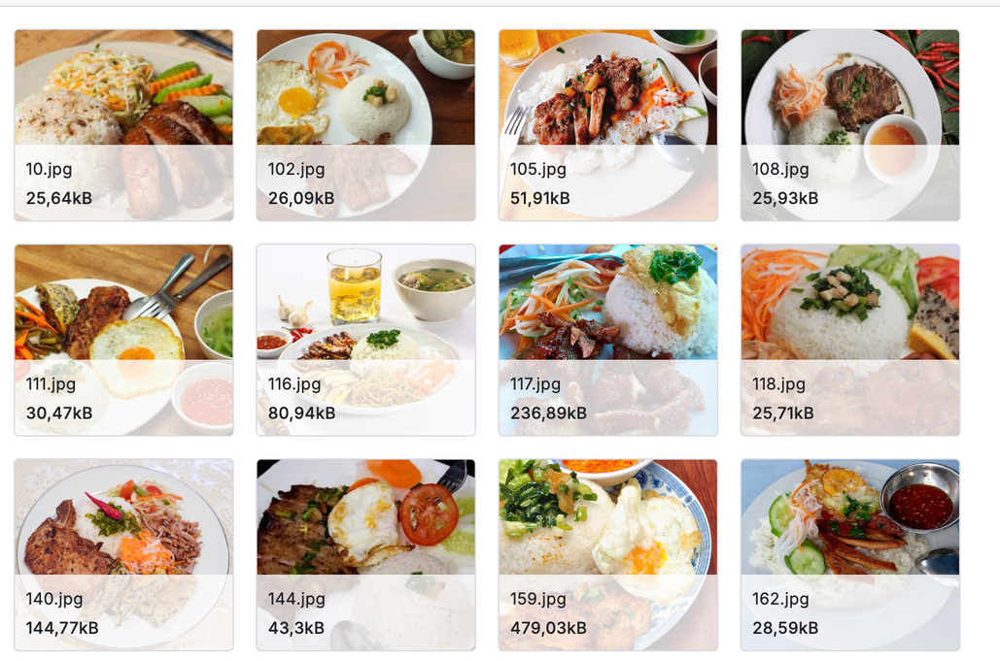 10.jpg
25,64kB
102.jpg
26,09kB
105.jpg
51,91kB
108.jpg
25,93kB
111.jpg
30,47kB
116.jpg
80,94kB
117.jpg
236,89kB
118.jpg
25,71kB
140.jpg
144,77kB
144.jpg
43,3kB
159.jpg
479,03kB
162.jpg
28,59kB